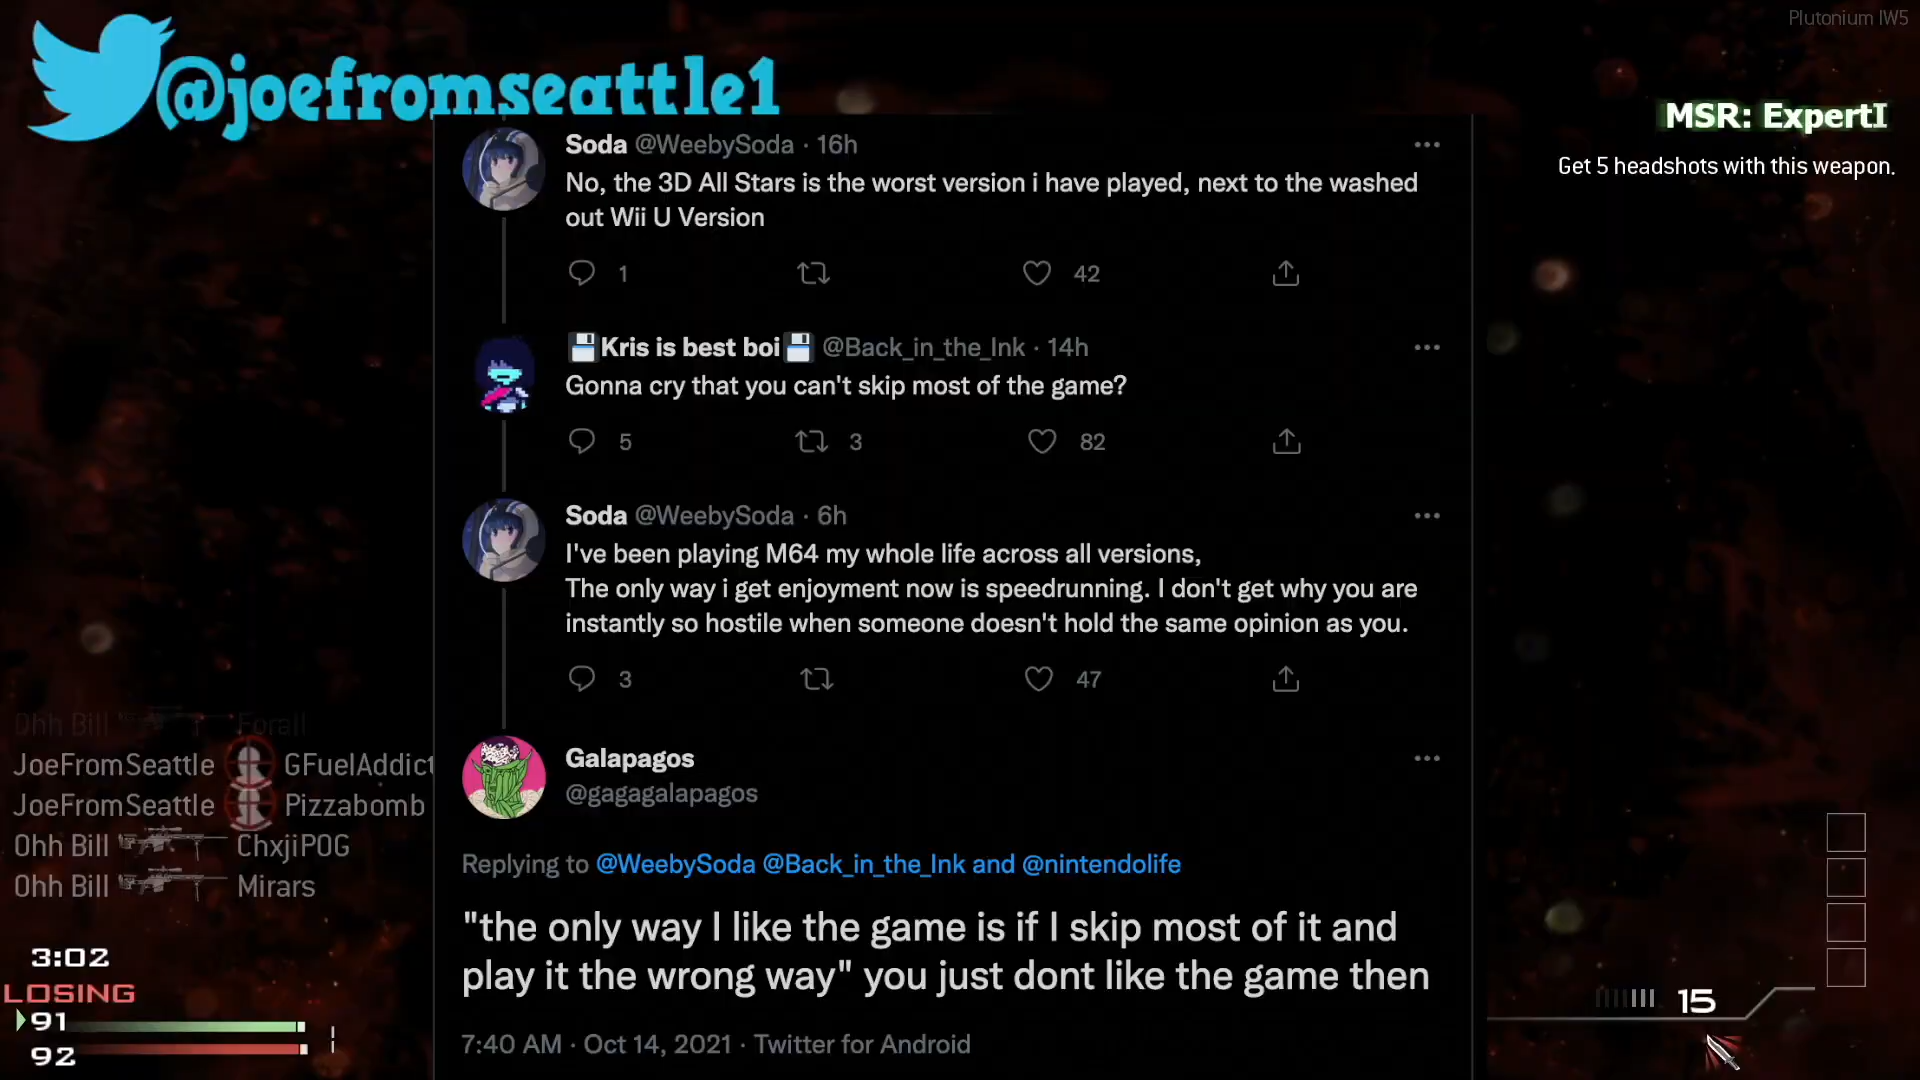 Plutonium IW5
@joefromseattle1
MSR: ExpertI
Get 5 headshots with this weapon.
Soda @WeebySoda · 16h
No, the 3D All Stars is the worst version i have played, next to the washed
out Wii U Version
1 42
💾Kris is best boi💾 @Back_in_the_Ink · 14h
Gonna cry that you can't skip most of the game?
5 3 82
Soda @WeebySoda · 6h
I've been playing M64 my whole life across all versions,
The only way i get enjoyment now is speedrunning. I don't get why you are
instantly so hostile when someone doesn't hold the same opinion as you.
3 47
Galapagos
@gagagalapagos
Replying to @WeebySoda @Back_in_the_Ink and @nintendolife
"the only way I like the game is if I skip most of it and
play it the wrong way" you just dont like the game then
7:40 AM · Oct 14, 2021 · Twitter for Android
Ohh Bill Forall
JoeFromSeattle GFuelAddict
JoeFromSeattle Pizzabomb
Ohh Bill ChxjiPOG
Ohh Bill Mirars
3:02
LOSING
91
92
15